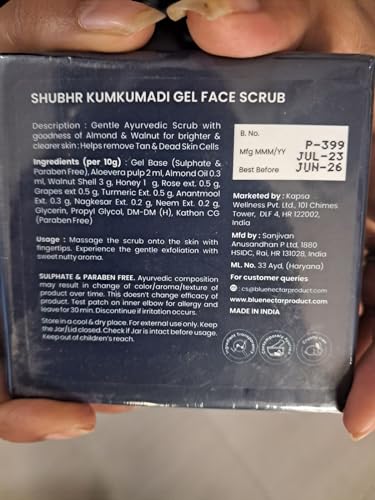 SHUBHR KUMKUMADI GEL FACE SCRUB
Description : Gentle Ayurvedic Scrub with
goodness of Almond & Walnut for brighter &
clearer skin : Helps remove Tan & Dead Skin Cells
Ingredients (per 10g) : Gel Base (Sulphate &
Paraben Free), Aloevera pulp 2 ml, Almond Oil 0.3
ml, Walnut Shell 3 g, Honey 1 g, Rose ext. 0.5 g,
Grapes ext 0.5 g, Turmeric Ext. 0.5 g, Anantmool
Ext. 0.3 g, Nagkesar Ext. 0.2 g, Neem Ext. 0.2 g,
Glycerin, Propyl Glycol, DM-DM (H), Kathon CG
(Paraben Free)
Usage : Massage the scrub onto the skin with
fingertips. Experience the gentle exfoliation with
sweet nutty aroma.
SULPHATE & PARABEN FREE. Ayurvedic composition
may result in change of color/aroma/texture of
product over time. This doesn't change efficacy of
product. Test patch on inner elbow for allergy and
leave for 30 min. Discontinue if irritation occurs.
Store in a cool & dry place. For external use only. Keep
the Jar/Lid closed. Check if Jar is intact before usage.
Keep out of children's reach.
B. No. P-399
Mfg MMM/YY JUL-23
Best Before JUN-26
Marketed by : Kapsa
Wellness Pvt. Ltd., 101 Chimes
Tower, DLF 4, HR 122002,
India
Mfd by : Sanjivan
Anusandhan P Ltd, 1880
HSIDC, Rai, HR 131028, India
ML. No. 33 Ayd, (Haryana)
For customer queries
: cs@bluenectarproduct.com
www.bluenectarproduct.com
MADE IN INDIA